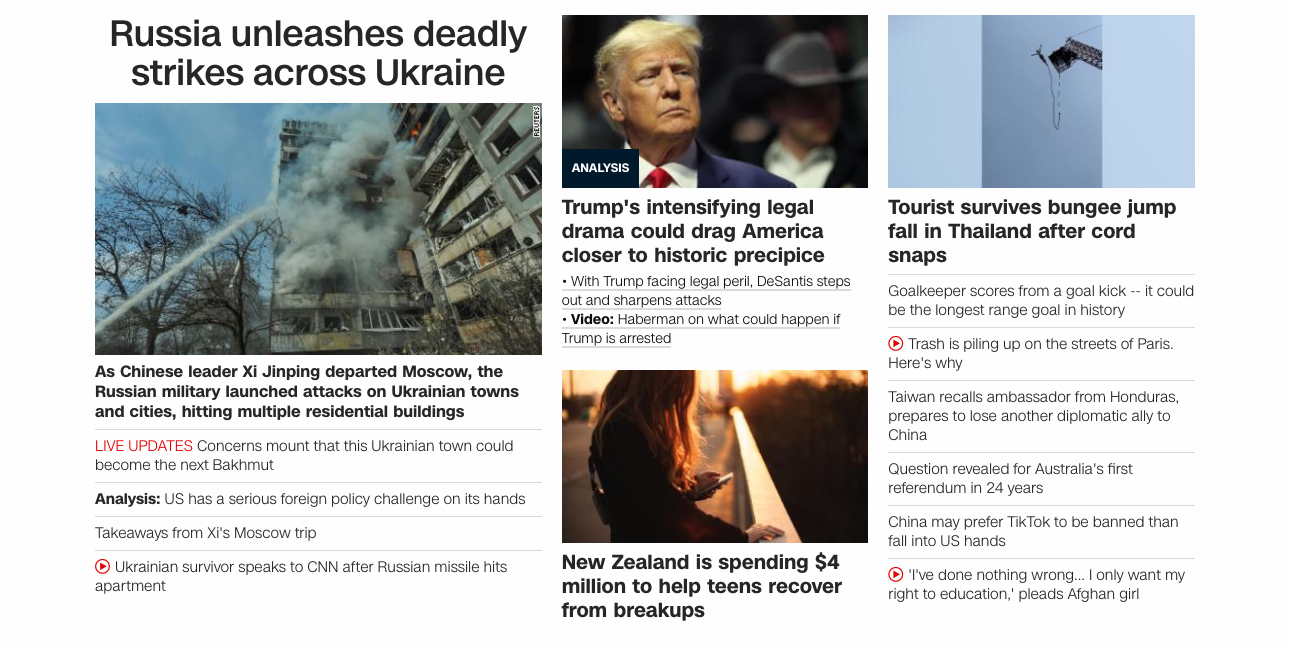 Russia unleashes deadly
strikes across Ukraine
REUTERS
As Chinese leader Xi Jinping departed Moscow, the
Russian military launched attacks on Ukrainian towns
and cities, hitting multiple residential buildings
LIVE UPDATES Concerns mount that this Ukrainian town could
become the next Bakhmut
Analysis: US has a serious foreign policy challenge on its hands
Takeaways from Xi's Moscow trip
Ukrainian survivor speaks to CNN after Russian missile hits
apartment
ANALYSIS
Trump's intensifying legal
drama could drag America
closer to historic precipice
• With Trump facing legal peril, DeSantis steps
out and sharpens attacks
• Video: Haberman on what could happen if
Trump is arrested
New Zealand is spending $4
million to help teens recover
from breakups
Tourist survives bungee jump
fall in Thailand after cord
snaps
Goalkeeper scores from a goal kick -- it could
be the longest range goal in history
Trash is piling up on the streets of Paris.
Here's why
Taiwan recalls ambassador from Honduras,
prepares to lose another diplomatic ally to
China
Question revealed for Australia's first
referendum in 24 years
China may prefer TikTok to be banned than
fall into US hands
'I've done nothing wrong... I only want my
right to education,' pleads Afghan girl